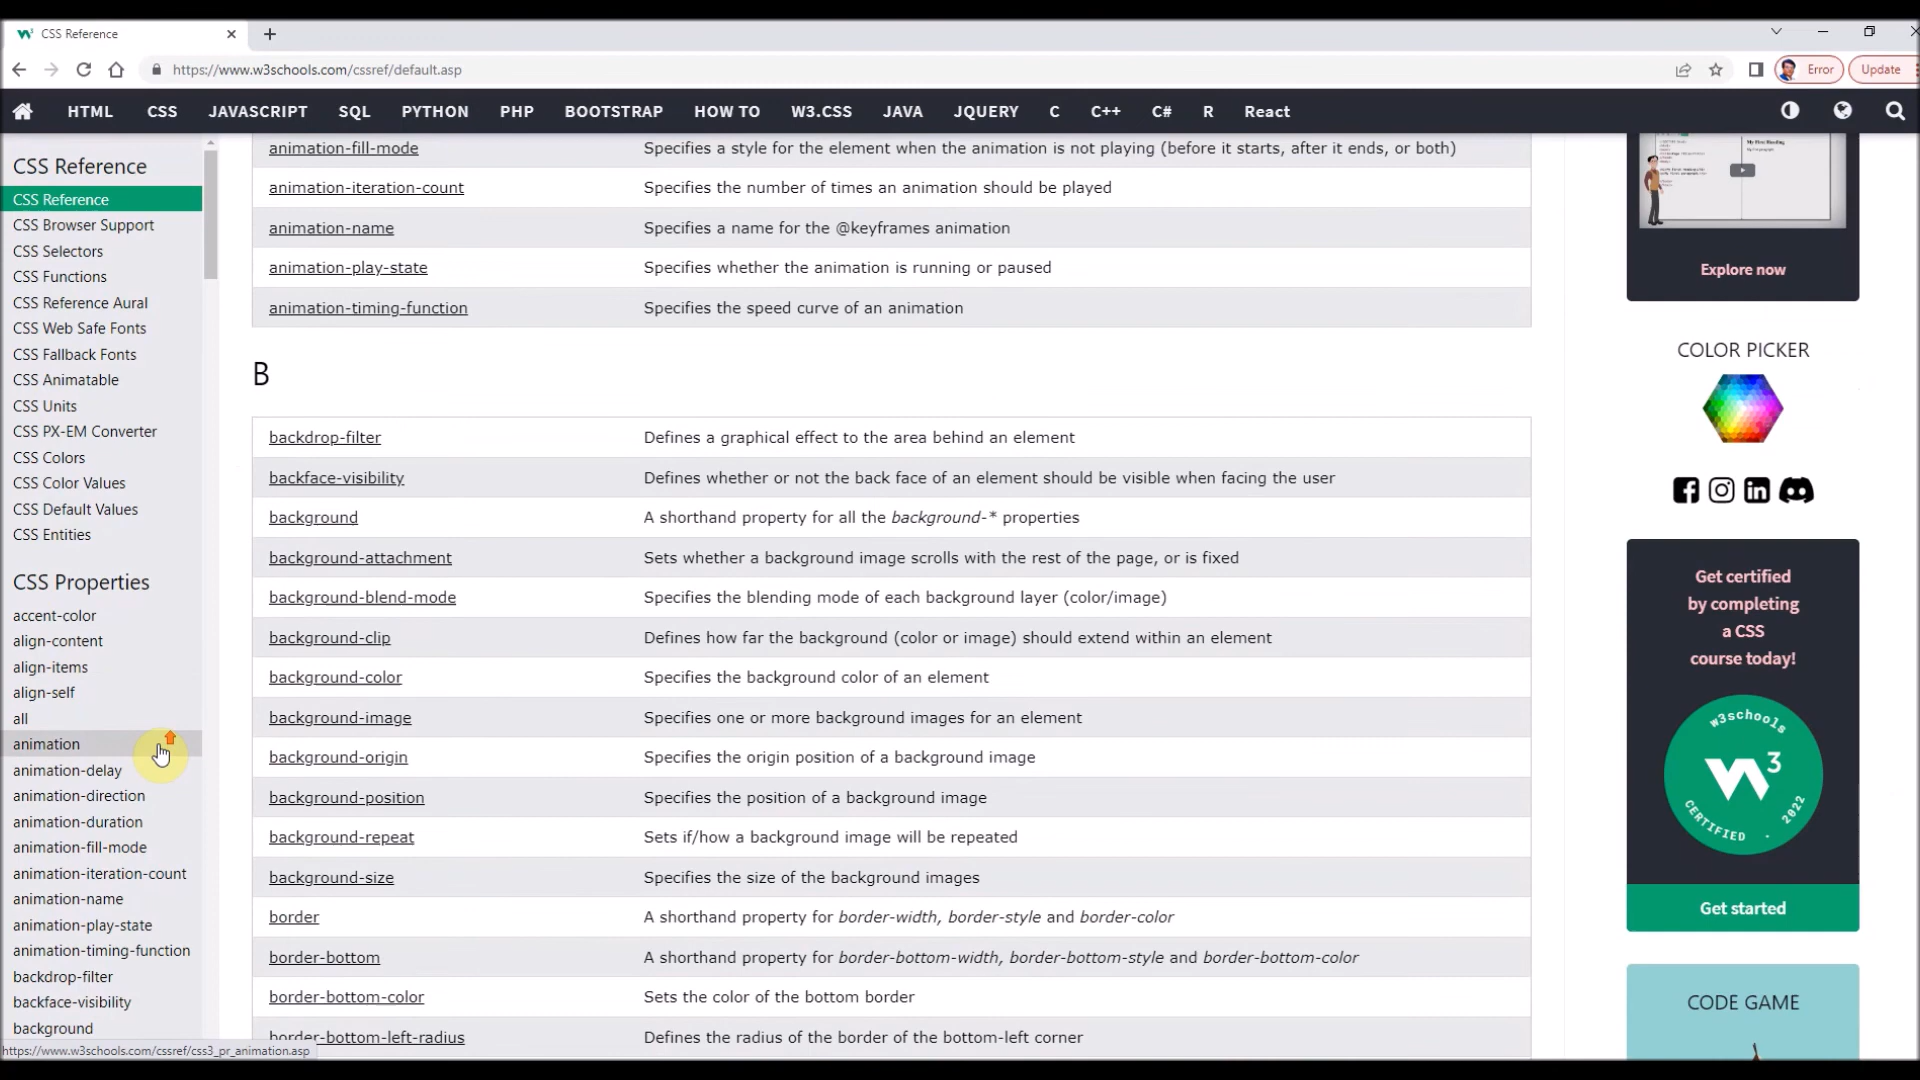 CSS Reference
https://www.w3schools.com/cssref/default.asp
Error
Update
HTML CSS JAVASCRIPT SQL PYTHON PHP BOOTSTRAP HOW TO W3.CSS JAVA JQUERY C C++ C# R React
CSS Reference
CSS Reference
CSS Browser Support
CSS Selectors
CSS Functions
CSS Reference Aural
CSS Web Safe Fonts
CSS Fallback Fonts
CSS Animatable
CSS Units
CSS PX-EM Converter
CSS Colors
CSS Color Values
CSS Default Values
CSS Entities
CSS Properties
accent-color
align-content
align-items
align-self
all
animation
animation-delay
animation-direction
animation-duration
animation-fill-mode
animation-iteration-count
animation-name
animation-play-state
animation-timing-function
backdrop-filter
backface-visibility
background
https://www.w3schools.com/cssref/css3_pr_animation.asp
animation-fill-mode Specifies a style for the element when the animation is not playing (before it starts, after it ends, or both)
animation-iteration-count Specifies the number of times an animation should be played
animation-name Specifies a name for the @keyframes animation
animation-play-state Specifies whether the animation is running or paused
animation-timing-function Specifies the speed curve of an animation
B
backdrop-filter Defines a graphical effect to the area behind an element
backface-visibility Defines whether or not the back face of an element should be visible when facing the user
background A shorthand property for all the background-* properties
background-attachment Sets whether a background image scrolls with the rest of the page, or is fixed
background-blend-mode Specifies the blending mode of each background layer (color/image)
background-clip Defines how far the background (color or image) should extend within an element
background-color Specifies the background color of an element
background-image Specifies one or more background images for an element
background-origin Specifies the origin position of a background image
background-position Specifies the position of a background image
background-repeat Sets if/how a background image will be repeated
background-size Specifies the size of the background images
border A shorthand property for border-width, border-style and border-color
border-bottom A shorthand property for border-bottom-width, border-bottom-style and border-bottom-color
border-bottom-color Sets the color of the bottom border
border-bottom-left-radius Defines the radius of the border of the bottom-left corner
Explore now
COLOR PICKER
Get certified
by completing
a CSS
course today!
w3schools
3
CERTIFIED . 2022
Get started
CODE GAME